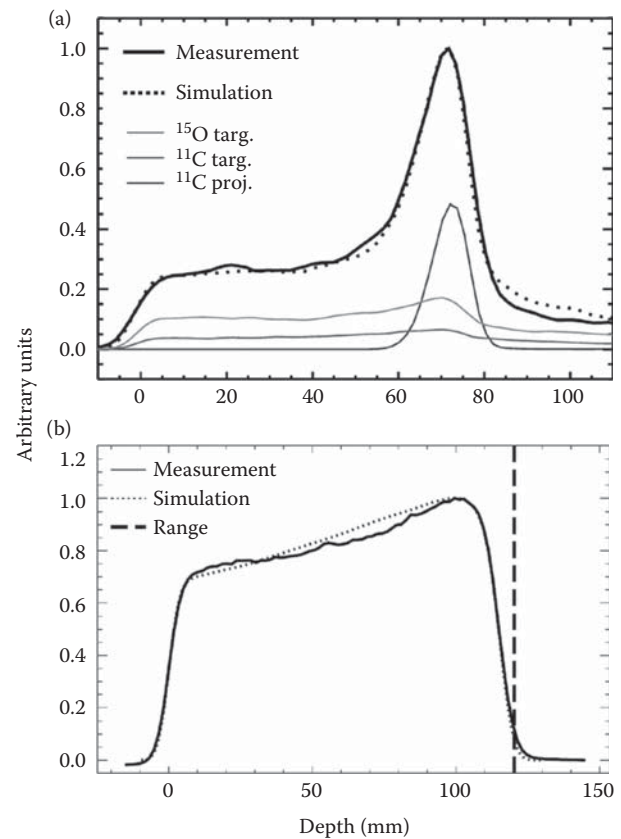 (a)
1.0
0.8
0.6
0.4
0.2
0.0
Measurement
Simulation
¹⁵O targ.
¹¹C targ.
¹¹C proj.
0 20 40 60 80 100
Arbitrary units
(b)
1.2
1.0
0.8
0.6
0.4
0.2
0.0
Measurement
Simulation
Range
0 50 100 150
Depth (mm)